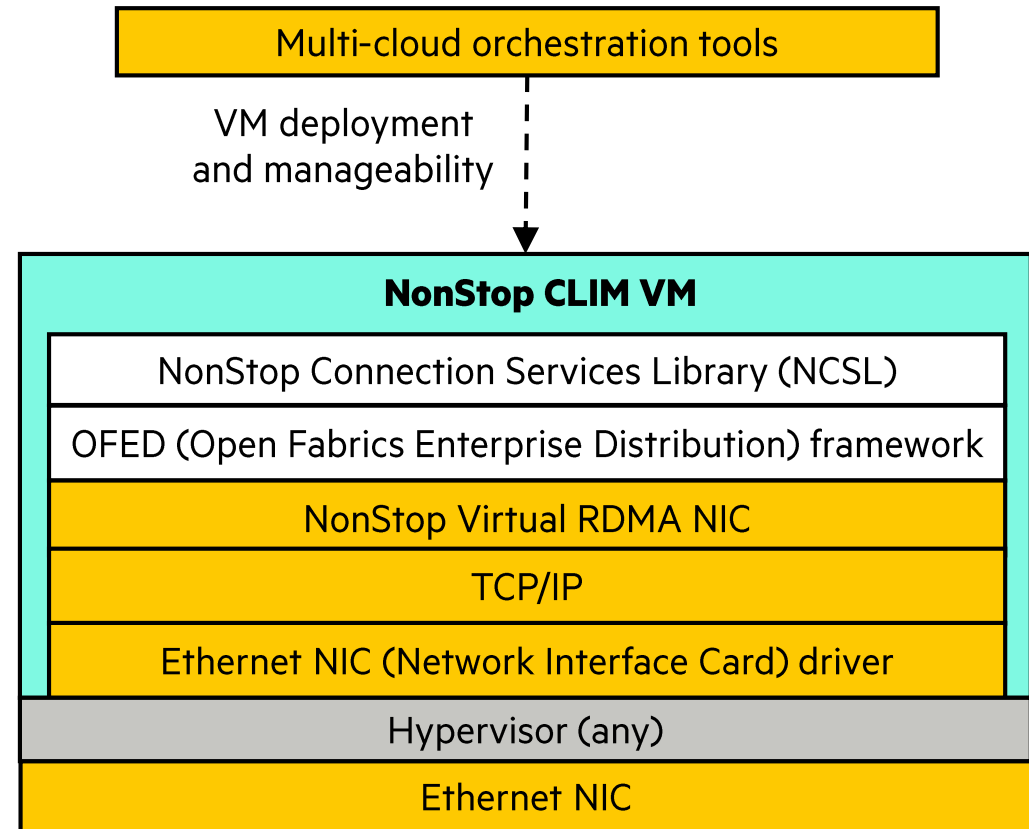 Multi-cloud orchestration tools
VM deployment
and manageability
NonStop CLIM VM
NonStop Connection Services Library (NCSL)
OFED (Open Fabrics Enterprise Distribution) framework
NonStop Virtual RDMA NIC
TCP/IP
Ethernet NIC (Network Interface Card) driver
Hypervisor (any)
Ethernet NIC